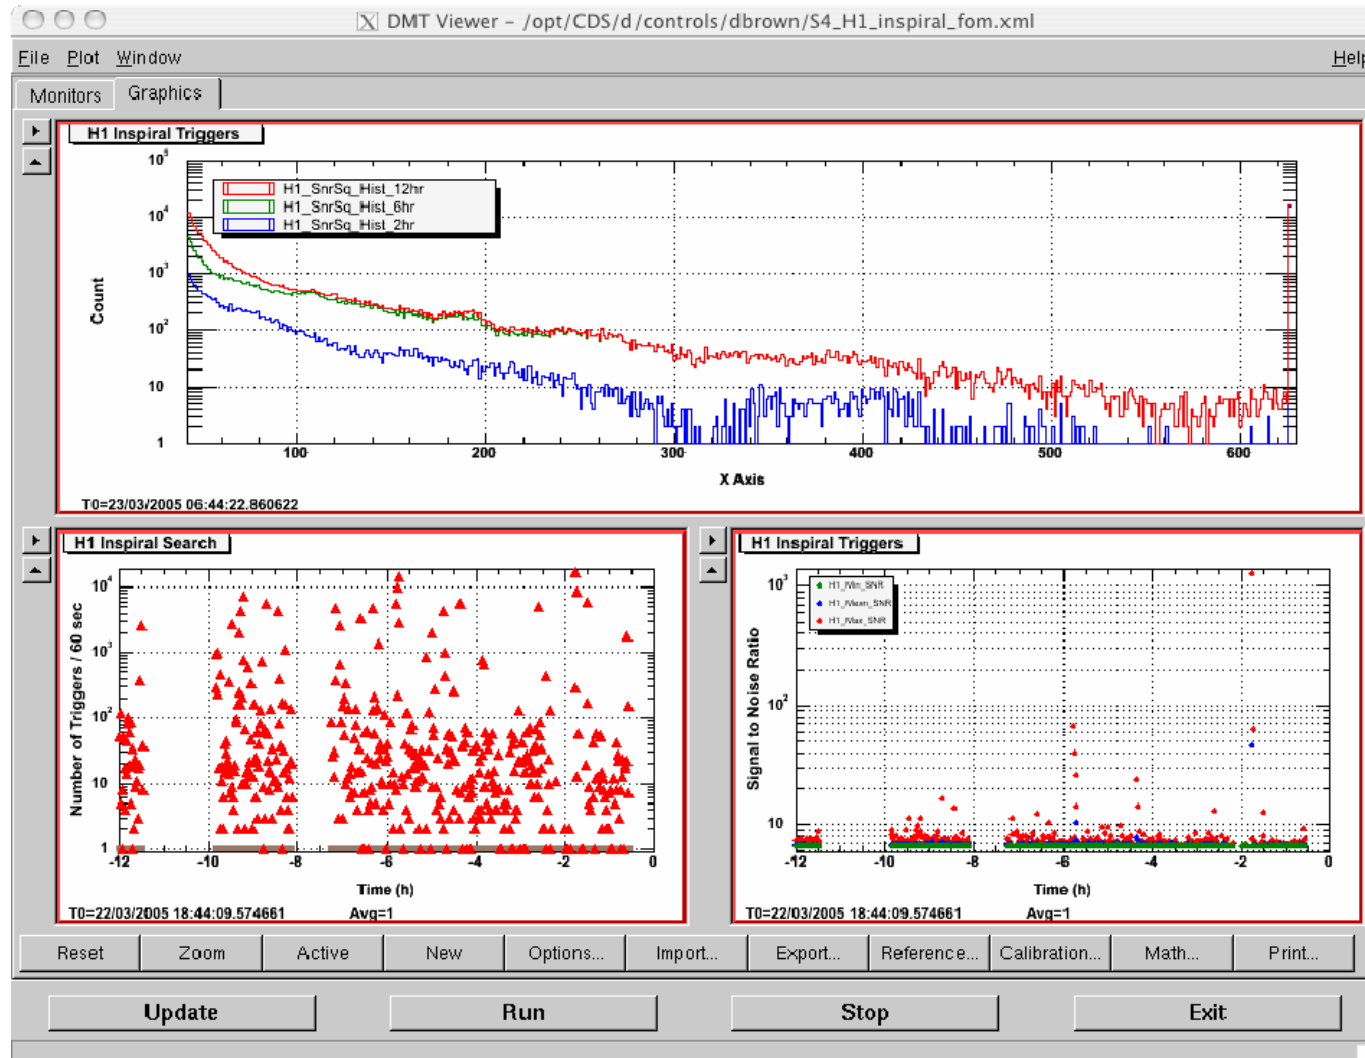 DMT Viewer – /opt/CDS/d/controls/dbrown/S4_H1_inspiral_fom.xml
File Plot Window Help
Monitors Graphics
H1 Inspiral Triggers
H1_SnrSq_Hist_12hr
H1_SnrSq_Hist_6hr
H1_SnrSq_Hist_2hr
Count
10^5
10^4
10^3
10^2
10
1
100 200 300 400 500 600
X Axis
T0=23/03/2005 06:44:22.860622
H1 Inspiral Search
Number of Triggers / 60 sec
10^4
10^3
10^2
10
1
-12 -10 -8 -6 -4 -2 0
Time (h)
T0=22/03/2005 18:44:09.574661 Avg=1
H1 Inspiral Triggers
H1_Min_SNR
H1_Mean_SNR
H1_Max_SNR
Signal to Noise Ratio
10^3
10^2
10
-12 -10 -8 -6 -4 -2 0
Time (h)
T0=22/03/2005 18:44:09.574661 Avg=1
Reset Zoom Active New Options... Import... Export... Reference... Calibration... Math... Print...
Update Run Stop Exit